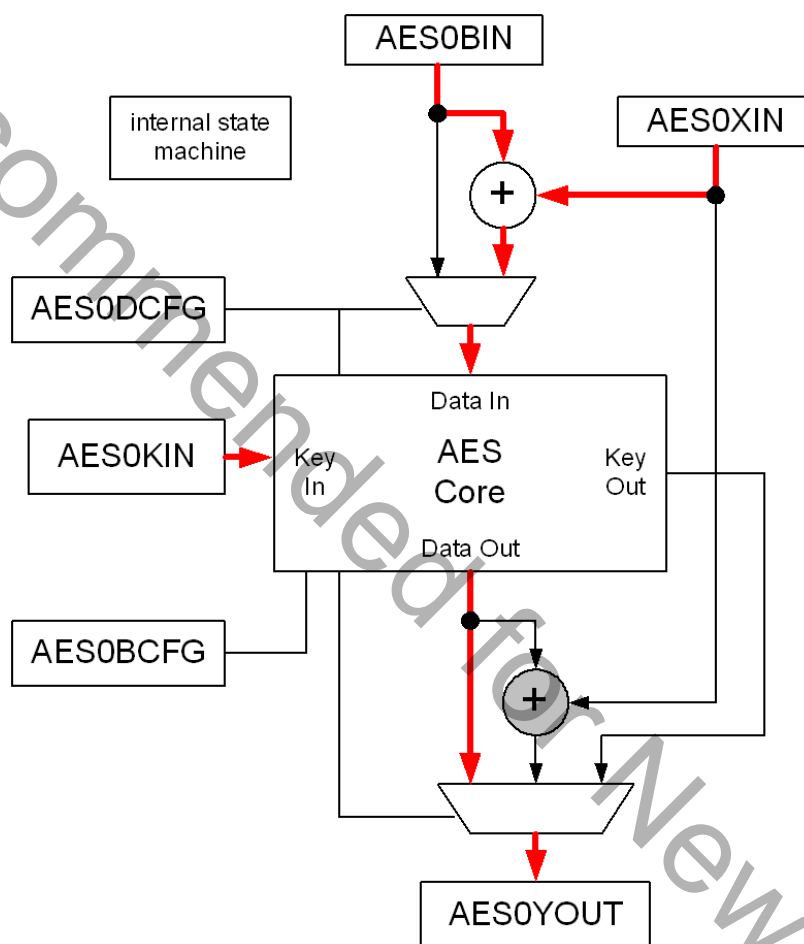 AES0BIN
internal state
machine
AES0XIN
+
AES0DCFG
Data In
AES0KIN
Key
In
AES
Core
Key
Out
Data Out
AES0BCFG
+
AES0YOUT
commended for New